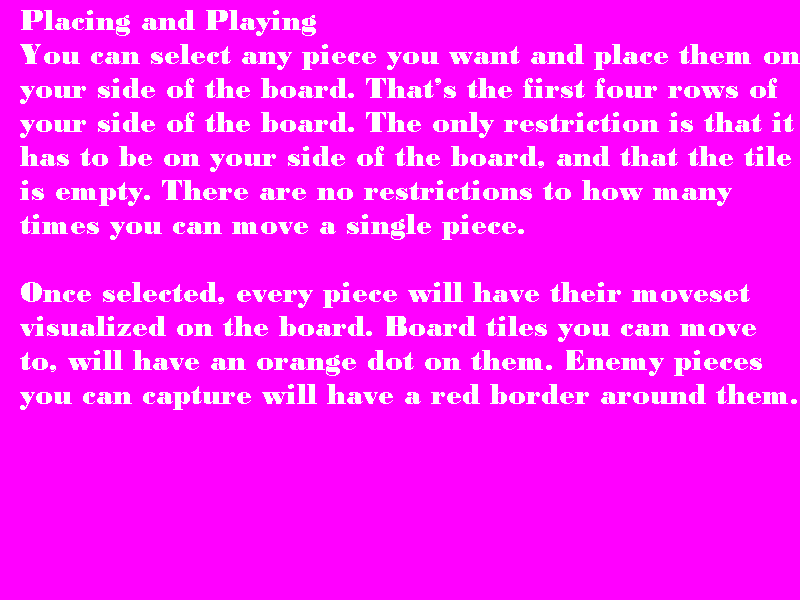 Placing and Playing
You can select any piece you want and place them on
your side of the board. That's the first four rows of
your side of the board. The only restriction is that it
has to be on your side of the board, and that the tile
is empty. There are no restrictions to how many
times you can move a single piece.
Once selected, every piece will have their moveset
visualized on the board. Board tiles you can move
to, will have an orange dot on them. Enemy pieces
you can capture will have a red border around them.